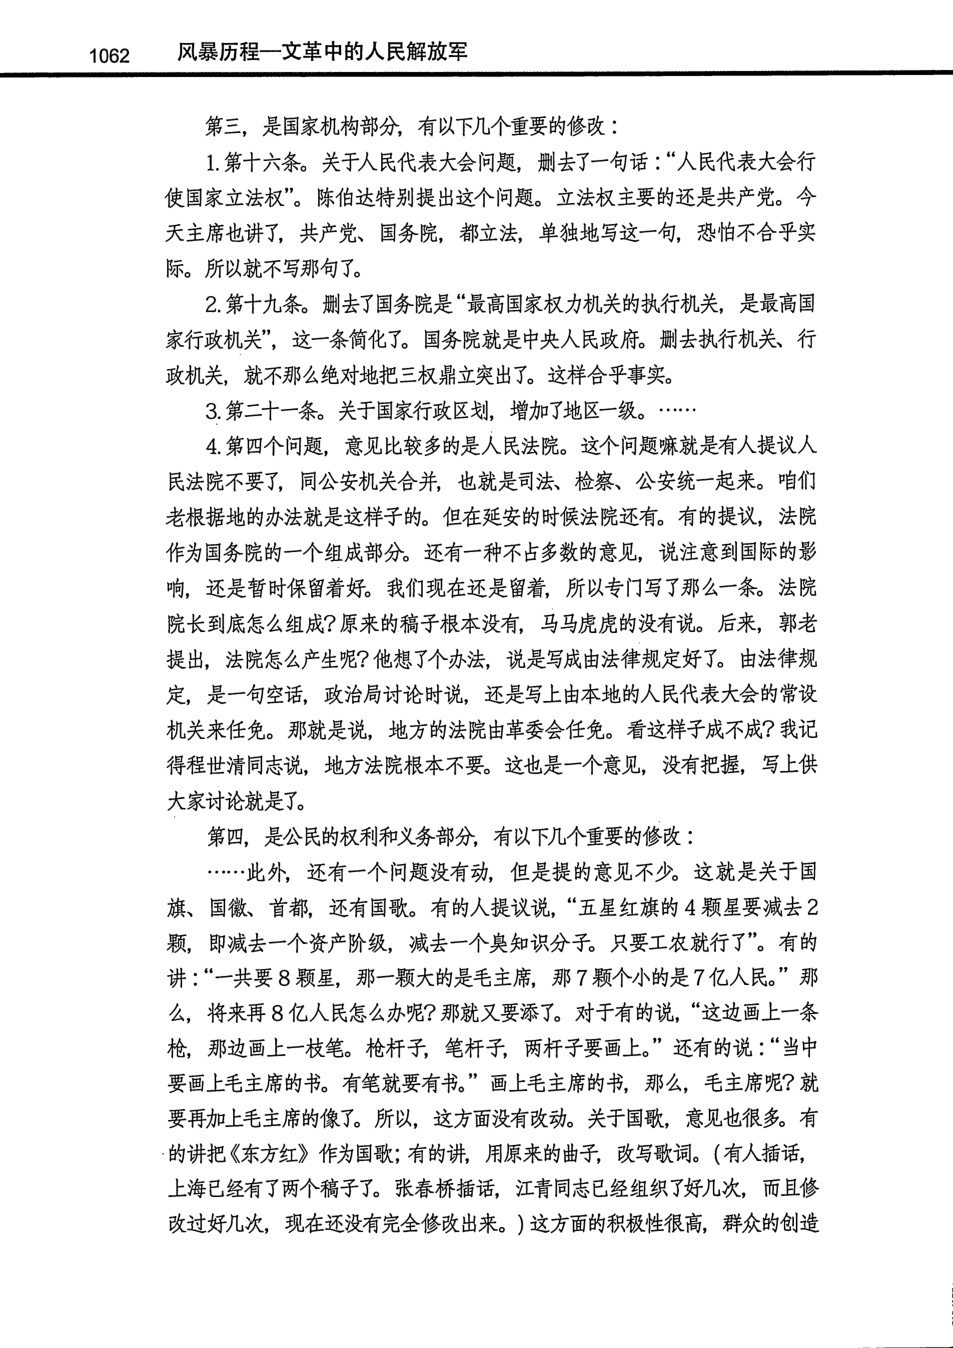 1062 风暴历程—文革中的人民解放军
第三，是国家机构部分，有以下几个重要的修改：
1.第十六条。关于人民代表大会问题，删去了一句话：“人民代表大会行
使国家立法权”。陈伯达特别提出这个问题。立法权主要的还是共产党。今
天主席也讲了，共产党、国务院，都立法，单独地写这一句，恐怕不合乎实
际。所以就不写那句了。
2.第十九条。删去了国务院是“最高国家权力机关的执行机关，是最高国
家行政机关”，这一条简化了。国务院就是中央人民政府。删去执行机关、行
政机关，就不那么绝对地把三权鼎立突出了。这样合乎事实。
3.第二十一条。关于国家行政区划，增加了地区一级。……
4.第四个问题，意见比较多的是人民法院。这个问题嘛就是有人提议人
民法院不要了，同公安机关合并，也就是司法、检察、公安统一起来。咱们
老根据地的办法就是这样子的。但在延安的时候法院还有。有的提议，法院
作为国务院的一个组成部分。还有一种不占多数的意见，说注意到国际的影
响，还是暂时保留着好。我们现在还是留着，所以专门写了那么一条。法院
院长到底怎么组成？原来的稿子根本没有，马马虎虎的没有说。后来，郭老
提出，法院怎么产生呢？他想了个办法，说是写成由法律规定好了。由法律规
定，是一句空话，政治局讨论时说，还是写上由本地的人民代表大会的常设
机关来任免。那就是说，地方的法院由革委会任免。看这样子成不成？我记
得程世清同志说，地方法院根本不要。这也是一个意见，没有把握，写上供
大家讨论就是了。
第四，是公民的权利和义务部分，有以下几个重要的修改：
……此外，还有一个问题没有动，但是提的意见不少。这就是关于国
旗、国徽、首都，还有国歌。有的人提议说，“五星红旗的4颗星要减去2
颗，即减去一个资产阶级，减去一个臭知识分子。只要工农就行了”。有的
讲：“一共要8颗星，那一颗大的是毛主席，那7颗个小的是7亿人民。”那
么，将来再8亿人民怎么办呢？那就又要添了。对于有的说，“这边画上一条
枪，那边画上一枝笔。枪杆子，笔杆子，两杆子要画上。”还有的说：“当中
要画上毛主席的书。有笔就要有书。”画上毛主席的书，那么，毛主席呢？就
要再加上毛主席的像了。所以，这方面没有改动。关于国歌，意见也很多。有
的讲把《东方红》作为国歌；有的讲，用原来的曲子，改写歌词。（有人插话，
上海已经有了两个稿子了。张春桥插话，江青同志已经组织了好几次，而且修
改过好几次，现在还没有完全修改出来。）这方面的积极性很高，群众的创造